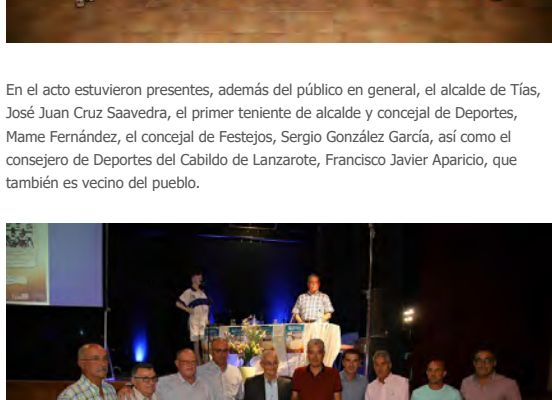 En el acto estuvieron presentes, además del público en general, el alcalde de Tías,
José Juan Cruz Saavedra, el primer teniente de alcalde y concejal de Deportes,
Mame Fernández, el concejal de Festejos, Sergio González García, así como el
consejero de Deportes del Cabildo de Lanzarote, Francisco Javier Aparicio, que
también es vecino del pueblo.